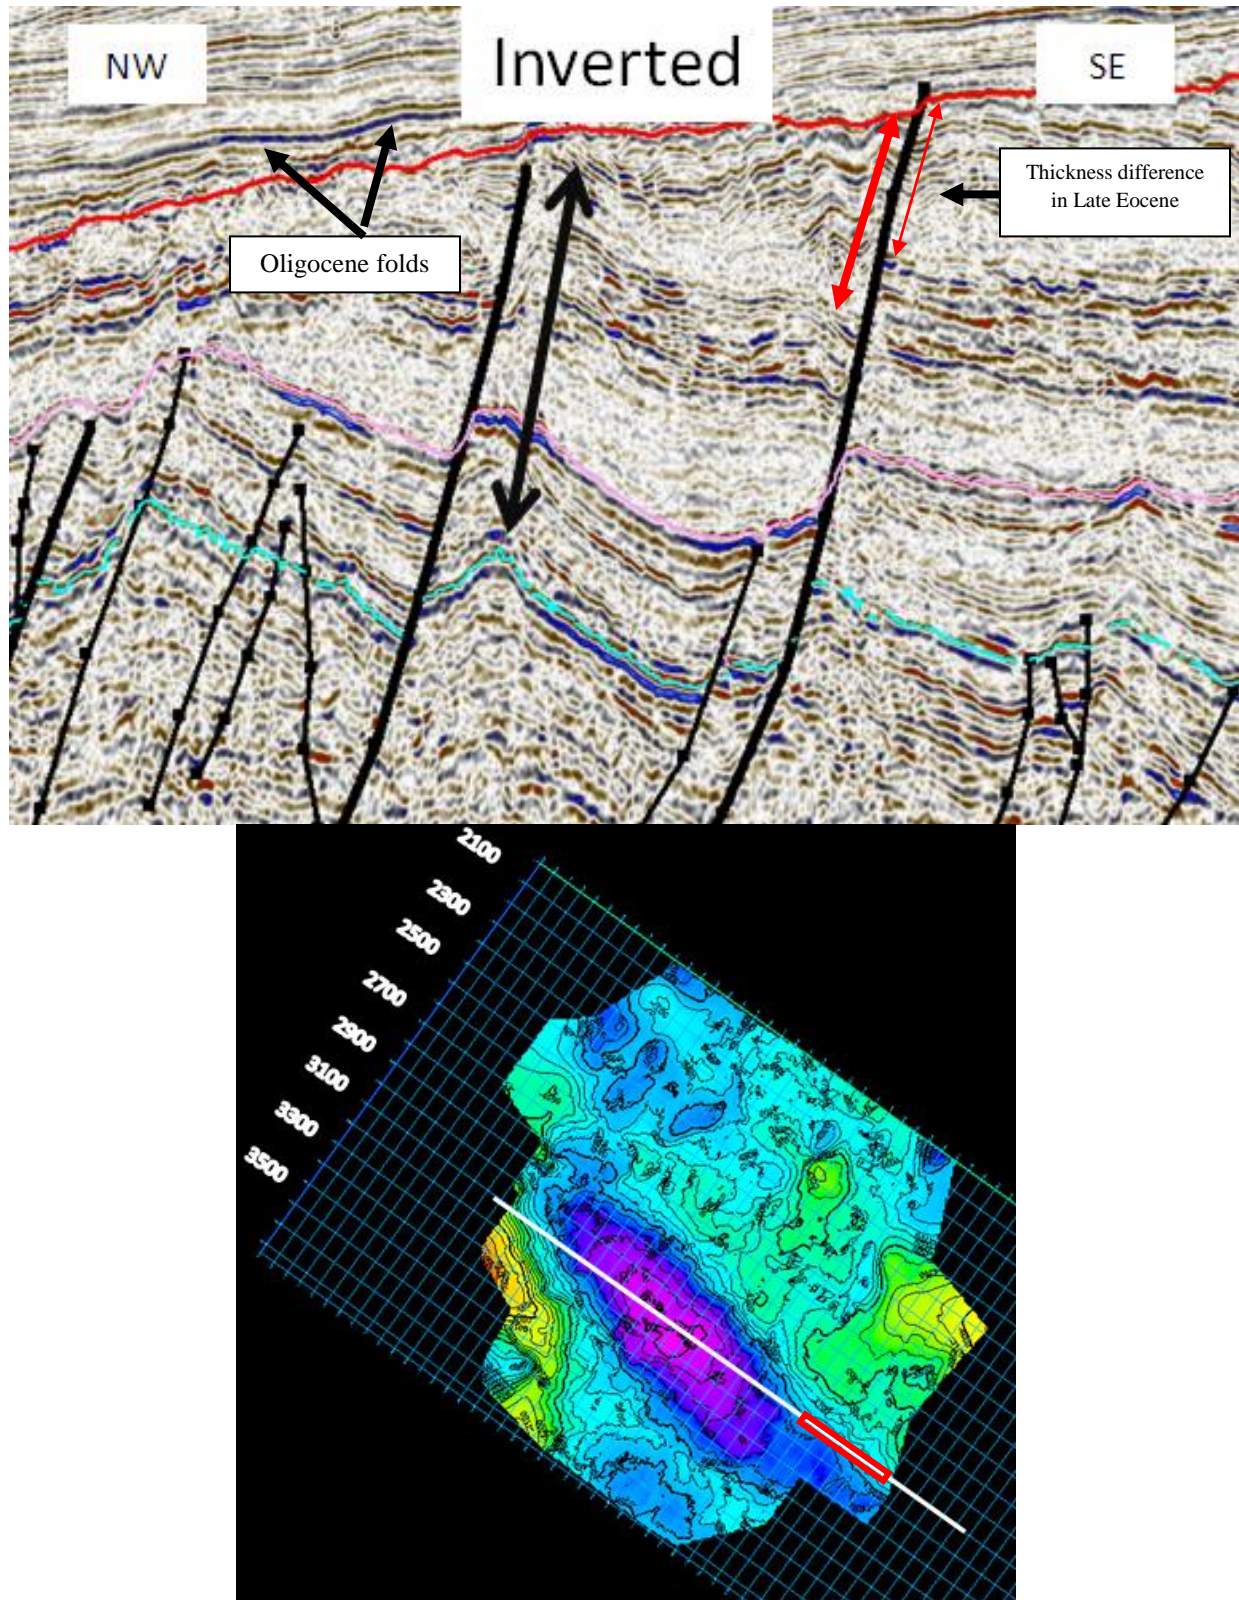 NW
Inverted
SE
Thickness difference
in Late Eocene
Oligocene folds
2100
2300
2500
2700
2900
3100
3300
3500